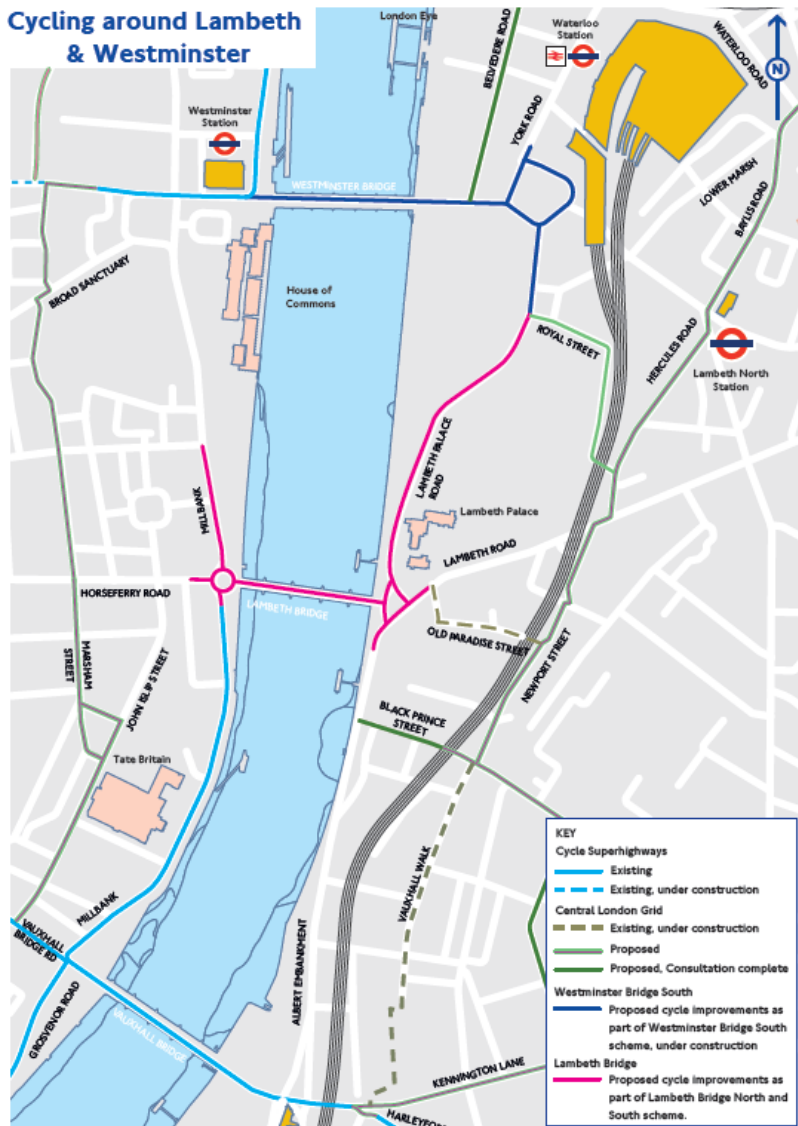 Cycling around Lambeth
& Westminster
London Eye
BELVEDERE ROAD
Waterloo
Station
WATERLOO ROAD
N
Westminster
Station
YORK ROAD
LOWER MARSH
BAYLIS ROAD
WESTMINSTER BRIDGE
BROAD SANCTUARY
House of
Commons
ROYAL STREET
HERCULES ROAD
Lambeth North
Station
LAMBETH PALACE
ROAD
MILLBANK
Lambeth Palace
LAMBETH ROAD
HORSEFERRY ROAD
LAMBETH BRIDGE
OLD PARADISE STREET
NEWPORT STREET
MARSHAM
STREET
JOHN ISLIP STREET
BLACK PRINCE
STREET
Tate Britain
VAUXHALL WALK
MILLBANK
VAUXHALL
BRIDGE RD
ALBERT EMBANKMENT
GROSVENOR ROAD
VAUXHALL BRIDGE
KENNINGTON LANE
HARLEYFO
KEY
Cycle Superhighways
Existing
Existing, under construction
Central London Grid
Existing, under construction
Proposed
Proposed, Consultation complete
Westminster Bridge South
Proposed cycle improvements as
part of Westminster Bridge South
scheme, under construction
Lambeth Bridge
Proposed cycle improvements as
part of Lambeth Bridge North and
South scheme.